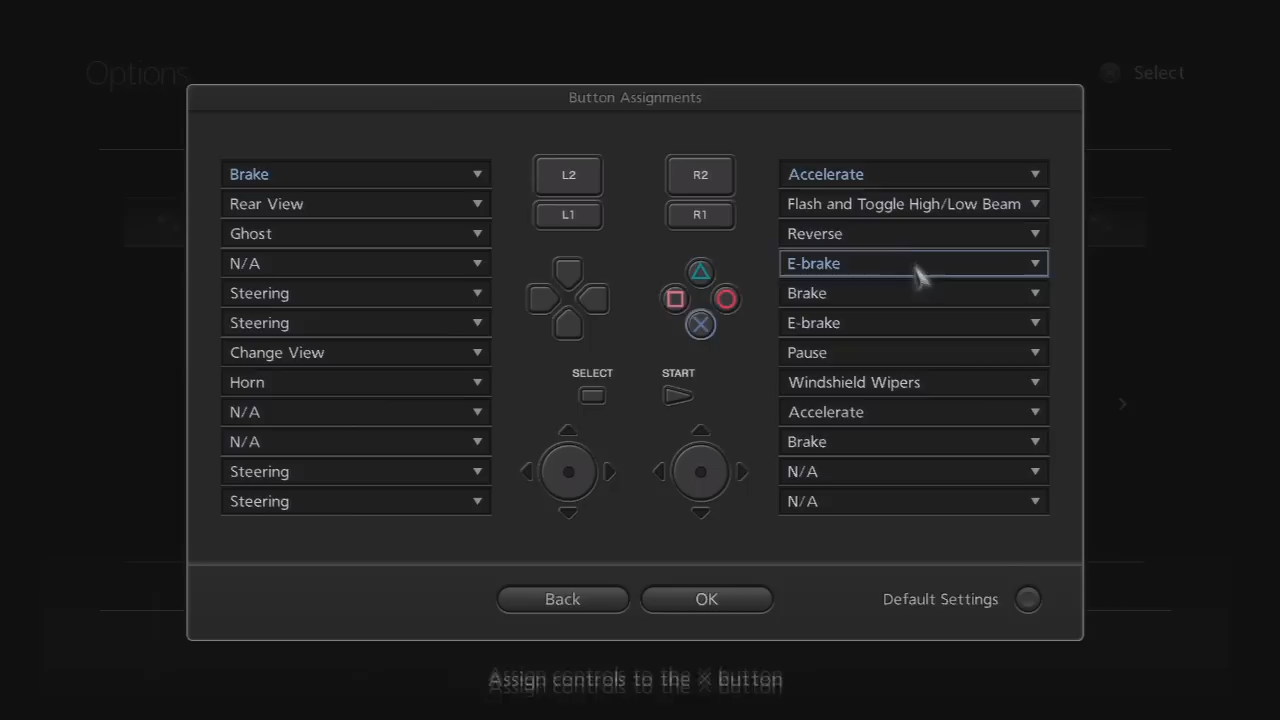 Options
Select
Button Assignments
Brake
L2
R2
Accelerate
Rear View
L1
R1
Flash and Toggle High/Low Beam
Ghost
Reverse
N/A
E-brake
Steering
Brake
Steering
E-brake
Change View
Pause
SELECT
START
Horn
Windshield Wipers
N/A
Accelerate
N/A
Brake
Steering
N/A
Steering
N/A
Back
OK
Default Settings
Assign controls to the × button